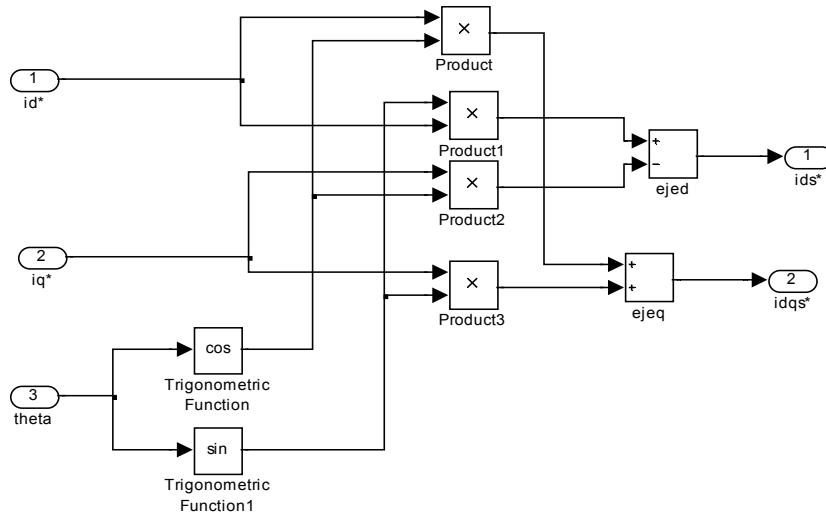 ×
Product
1
id*
×
Product1
+
−
ejed
1
ids*
×
Product2
2
iq*
×
Product3
+
+
ejeq
2
idqs*
cos
Trigonometric
Function
3
theta
sin
Trigonometric
Function1